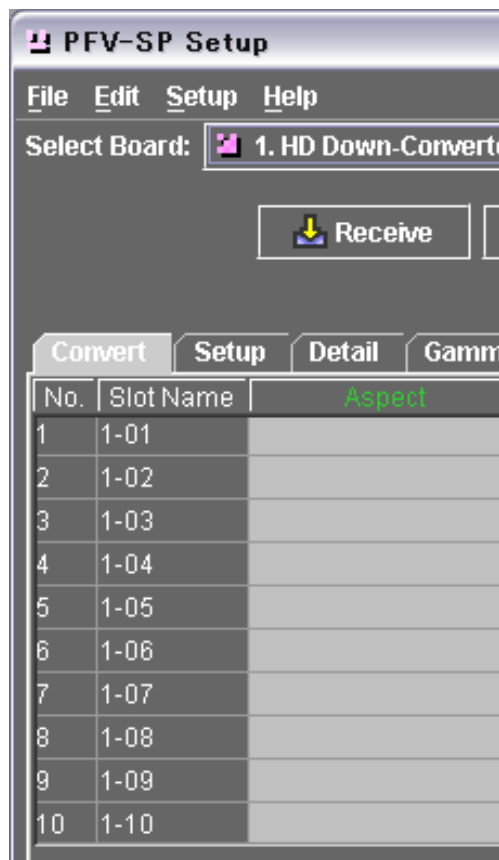 PFV-SP Setup
File Edit Setup Help
Select Board: 1. HD Down-Converte
Receive
Convert Setup Detail Gamm
No. Slot Name Aspect
1 1-01
2 1-02
3 1-03
4 1-04
5 1-05
6 1-06
7 1-07
8 1-08
9 1-09
10 1-10